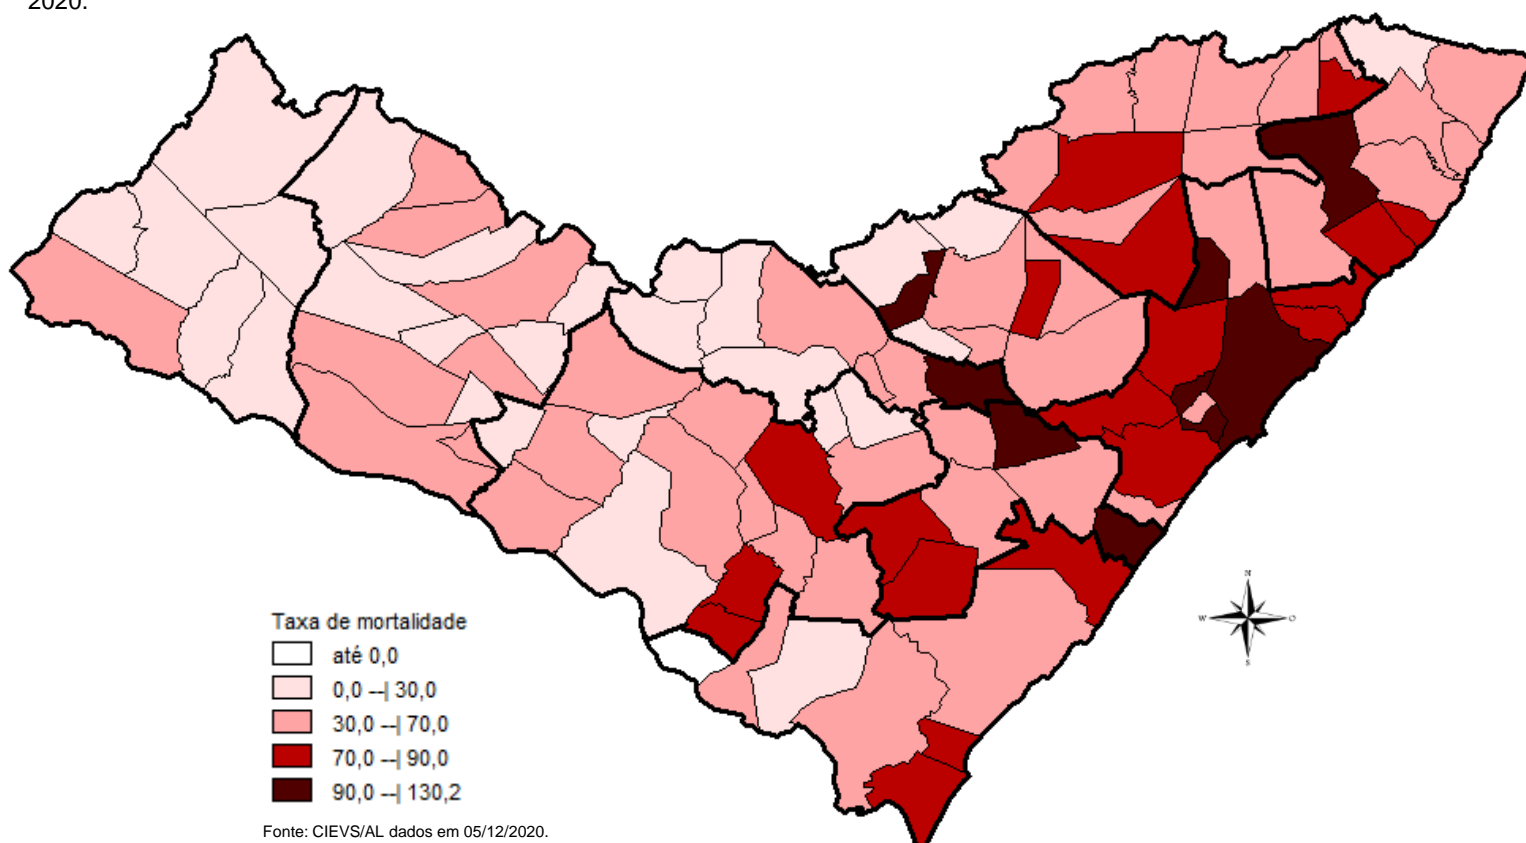 2020.
N
W
O
S
Taxa de mortalidade
até 0,0
0,0 --| 30,0
30,0 --| 70,0
70,0 --| 90,0
90,0 --| 130,2
Fonte: CIEVS/AL dados em 05/12/2020.